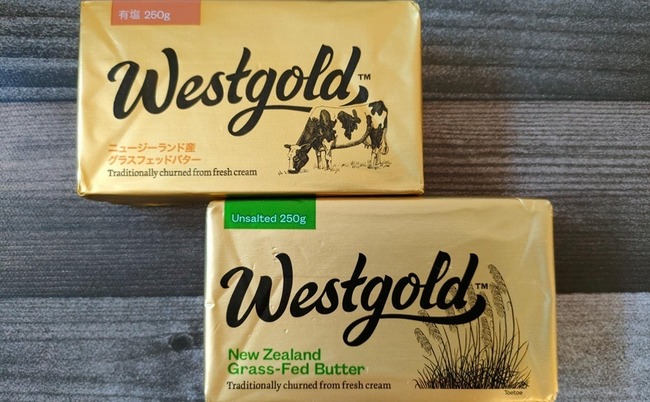 有塩 250g
Westgold™
ニュージーランド産
グラスフェッドバター
Traditionally churned from fresh cream
Unsalted 250g
Westgold™
New Zealand
Grass-Fed Butter
Traditionally churned from fresh cream
Toetoe